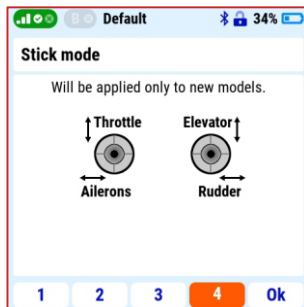 B Default 34%
Stick mode
Will be applied only to new models.
Throttle Elevator
Ailerons Rudder
1 2 3 4 Ok